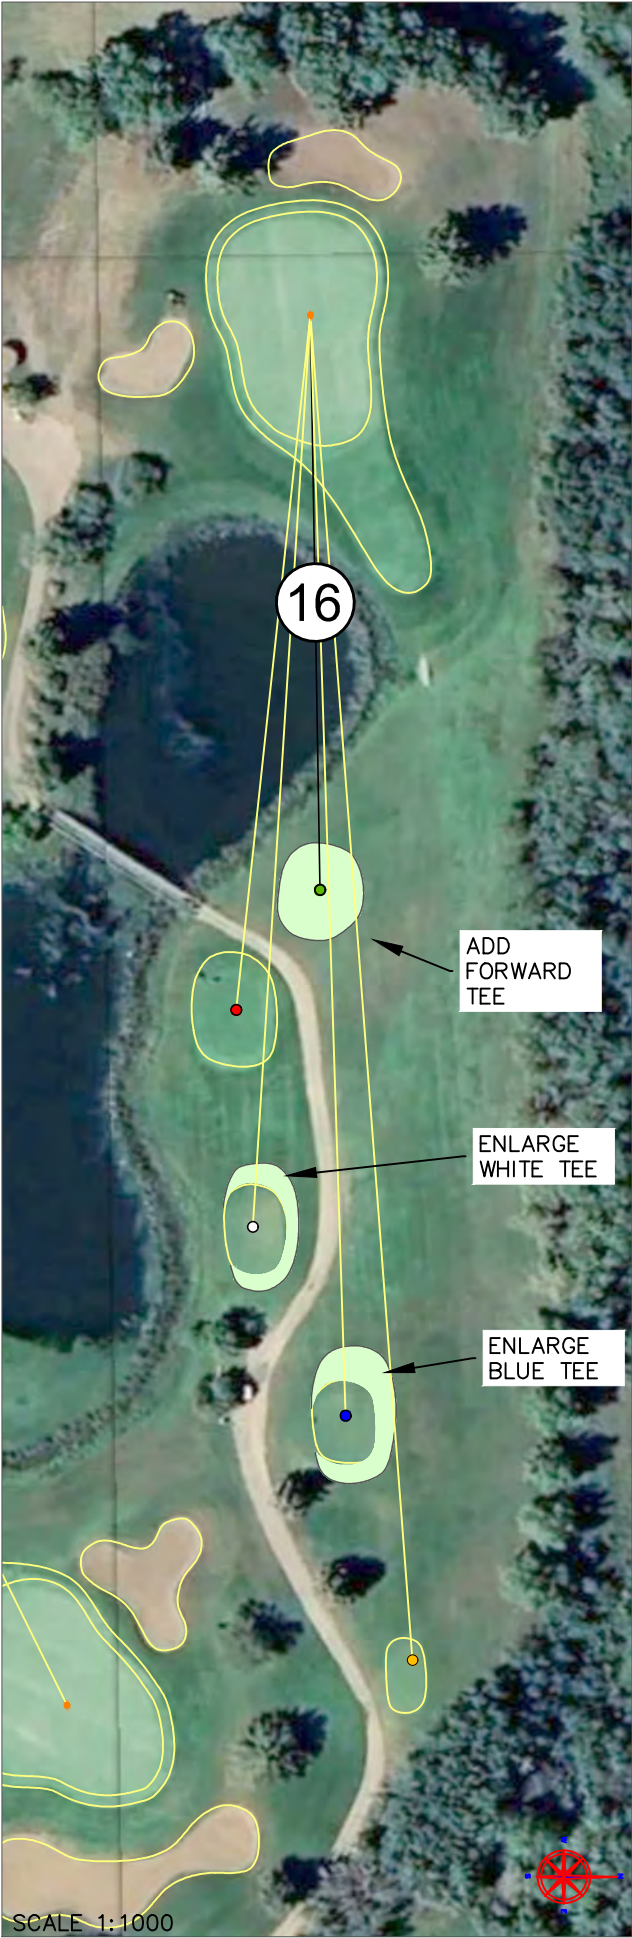 16
ADD
FORWARD
TEE
ENLARGE
WHITE TEE
ENLARGE
BLUE TEE
SCALE 1:1000